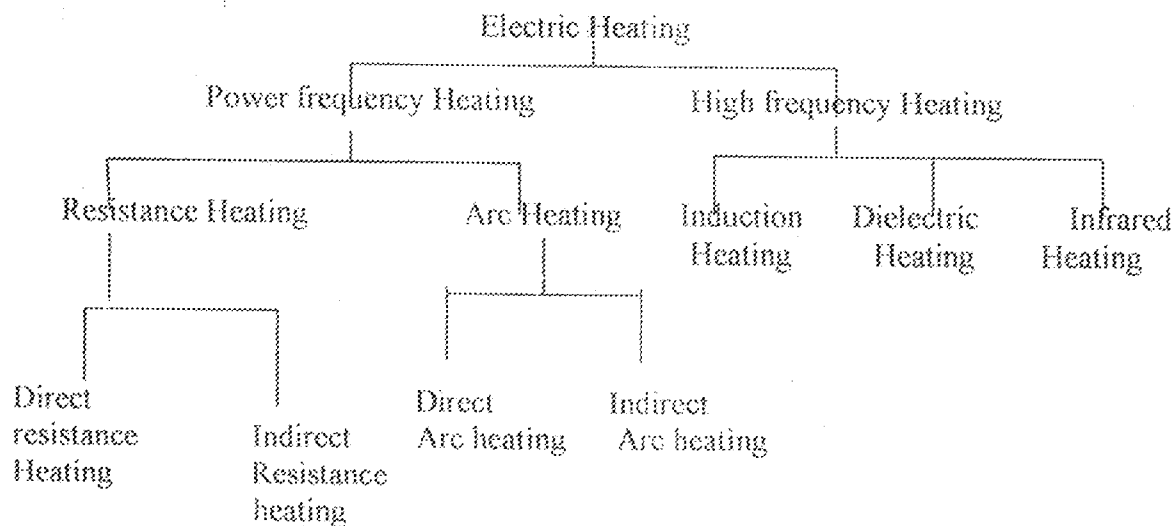 Electric Heating
Power frequency Heating
High frequency Heating
Resistance Heating
Arc Heating
Induction
Heating
Dielectric
Heating
Infrared
Heating
Direct
resistance
Heating
Indirect
Resistance
heating
Direct
Arc heating
Indirect
Arc heating